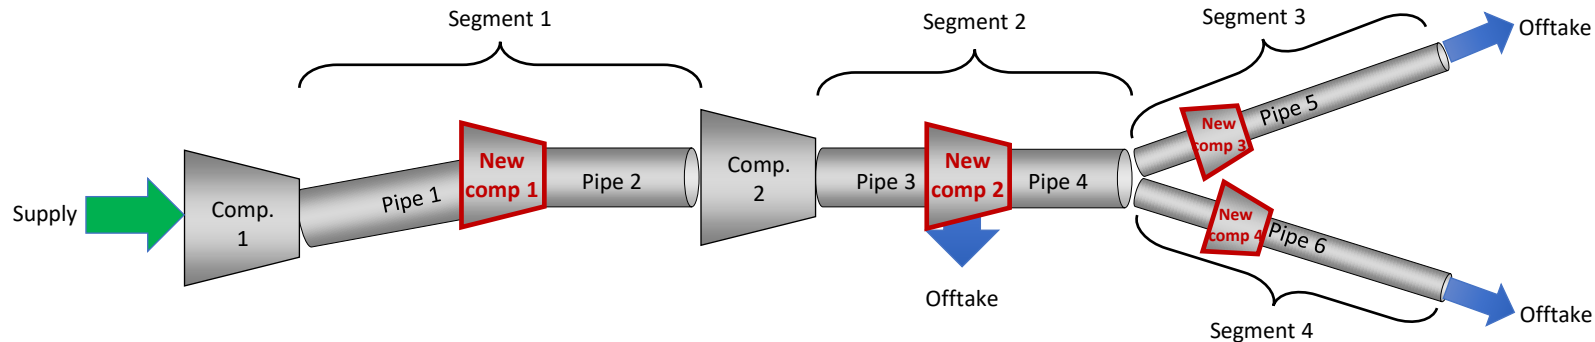 Segment 1
Segment 2
Segment 3
Offtake
Supply
Comp.
1
Pipe 1
New
comp 1
Pipe 2
Comp.
2
Pipe 3
New
comp 2
Pipe 4
New
comp 3
Pipe 5
New
comp 4
Pipe 6
Offtake
Offtake
Segment 4